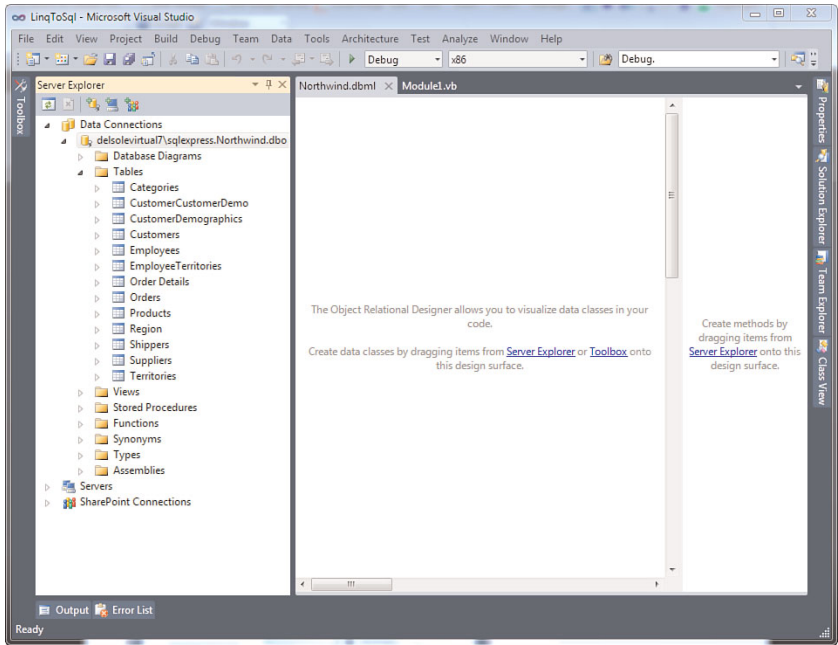 LinqToSql - Microsoft Visual Studio
File Edit View Project Build Debug Team Data Tools Architecture Test Analyze Window Help
Debug x86 Debug.
Toolbox
Server Explorer
Data Connections
delsolevirtual7\sqlexpress.Northwind.dbo
Database Diagrams
Tables
Categories
CustomerCustomerDemo
CustomerDemographics
Customers
Employees
EmployeeTerritories
Order Details
Orders
Products
Region
Shippers
Suppliers
Territories
Views
Stored Procedures
Functions
Synonyms
Types
Assemblies
Servers
SharePoint Connections
Northwind.dbml Module1.vb
The Object Relational Designer allows you to visualize data classes in your
code.
Create data classes by dragging items from Server Explorer or Toolbox onto
this design surface.
Create methods by
dragging items from
Server Explorer onto this
design surface.
Properties
Solution Explorer
Team Explorer
Class View
Output Error List
Ready